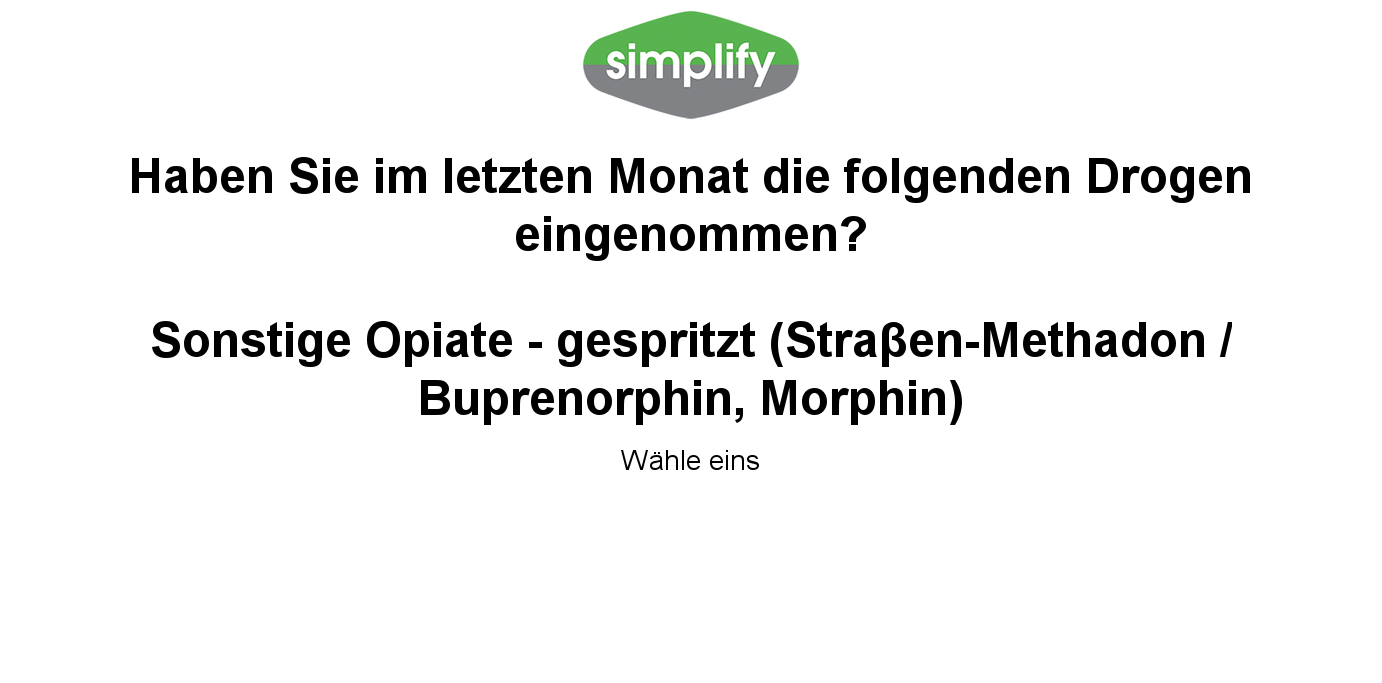 simplify
Haben Sie im letzten Monat die folgenden Drogen
eingenommen?
Sonstige Opiate - gespritzt (Straβen-Methadon /
Buprenorphin, Morphin)
Wähle eins